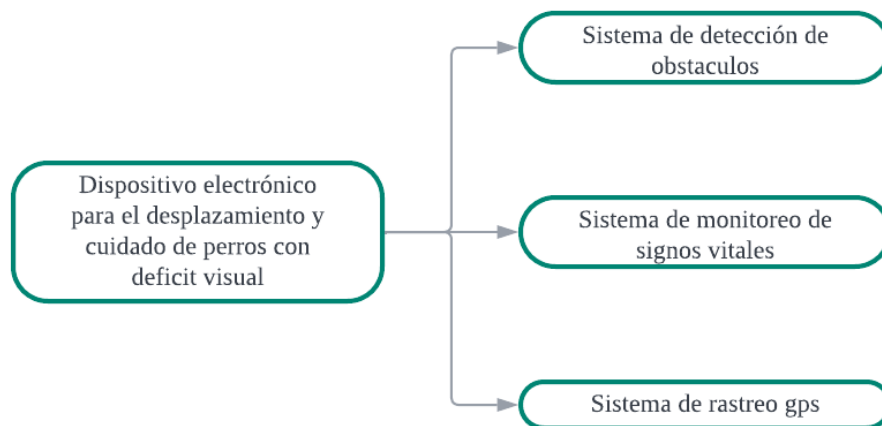 Sistema de detección de
obstaculos
Dispositivo electrónico
para el desplazamiento y
cuidado de perros con
deficit visual
Sistema de monitoreo de
signos vitales
Sistema de rastreo gps